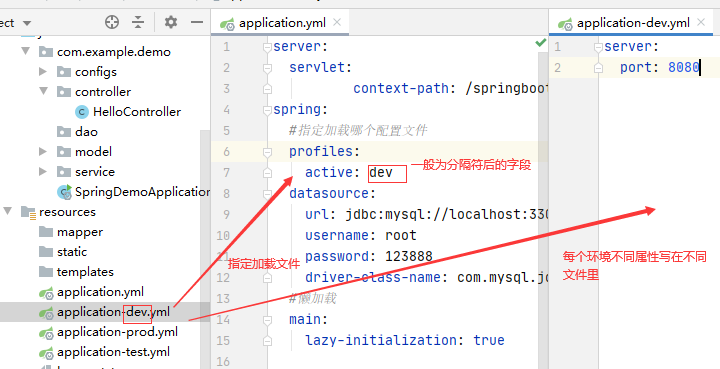 ect
com.example.demo
configs
controller
HelloController
dao
model
service
SpringDemoApplication
resources
mapper
static
templates
application.yml
application-dev.yml
application-prod.yml
application-test.yml
application.yml
1 server:
2 servlet:
3 context-path: /springboot
4 spring:
5 #指定加载哪个配置文件
6 profiles:
7 active: dev
8 datasource:
9 url: jdbc:mysql://localhost:330
10 username: root
11 password: 123888
12 driver-class-name: com.mysql.jd
13 #懒加载
14 main:
15 lazy-initialization: true
16
一般为分隔符后的字段
指定加载文件
application-dev.yml
1 server:
2 port: 8080
每个环境不同属性写在不同
文件里